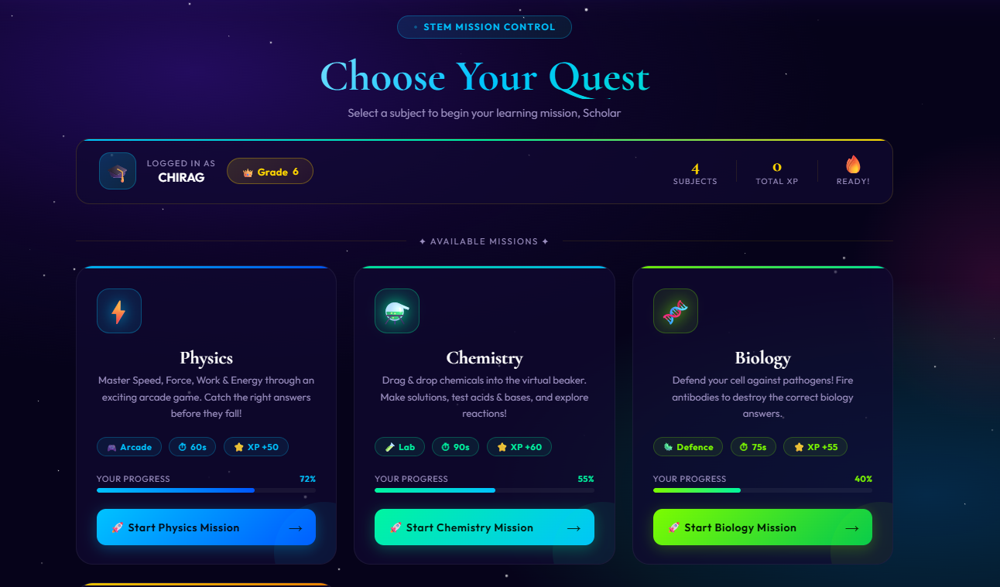 STEM MISSION CONTROL
Choose Your Quest
Select a subject to begin your learning mission, Scholar
LOGGED IN AS
CHIRAG
Grade 6
4
SUBJECTS
0
TOTAL XP
READY!
✦ AVAILABLE MISSIONS ✦
Physics
Master Speed, Force, Work & Energy through an
exciting arcade game. Catch the right answers
before they fall!
Arcade
60s
XP +50
YOUR PROGRESS
72%
Start Physics Mission →
Chemistry
Drag & drop chemicals into the virtual beaker.
Make solutions, test acids & bases, and explore
reactions!
Lab
90s
XP +60
YOUR PROGRESS
55%
Start Chemistry Mission →
Biology
Defend your cell against pathogens! Fire
antibodies to destroy the correct biology
answers.
Defence
75s
XP +55
YOUR PROGRESS
40%
Start Biology Mission →